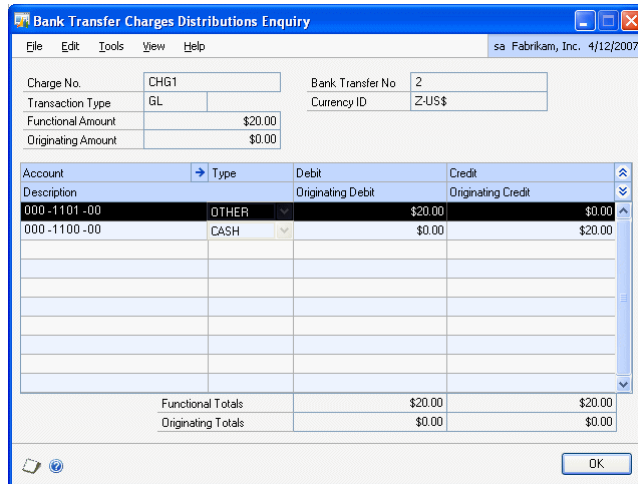 Bank Transfer Charges Distributions Enquiry
File Edit Tools View Help sa Fabrikam, Inc. 4/12/2007
Charge No. CHG1 Bank Transfer No 2
Transaction Type GL Currency ID Z-US$
Functional Amount $20.00
Originating Amount $0.00
Account Type Debit Credit
Description Originating Debit Originating Credit
000 -1101 -00 OTHER $20.00 $0.00
000 -1100 -00 CASH $0.00 $20.00
Functional Totals $20.00 $20.00
Originating Totals $0.00 $0.00
OK